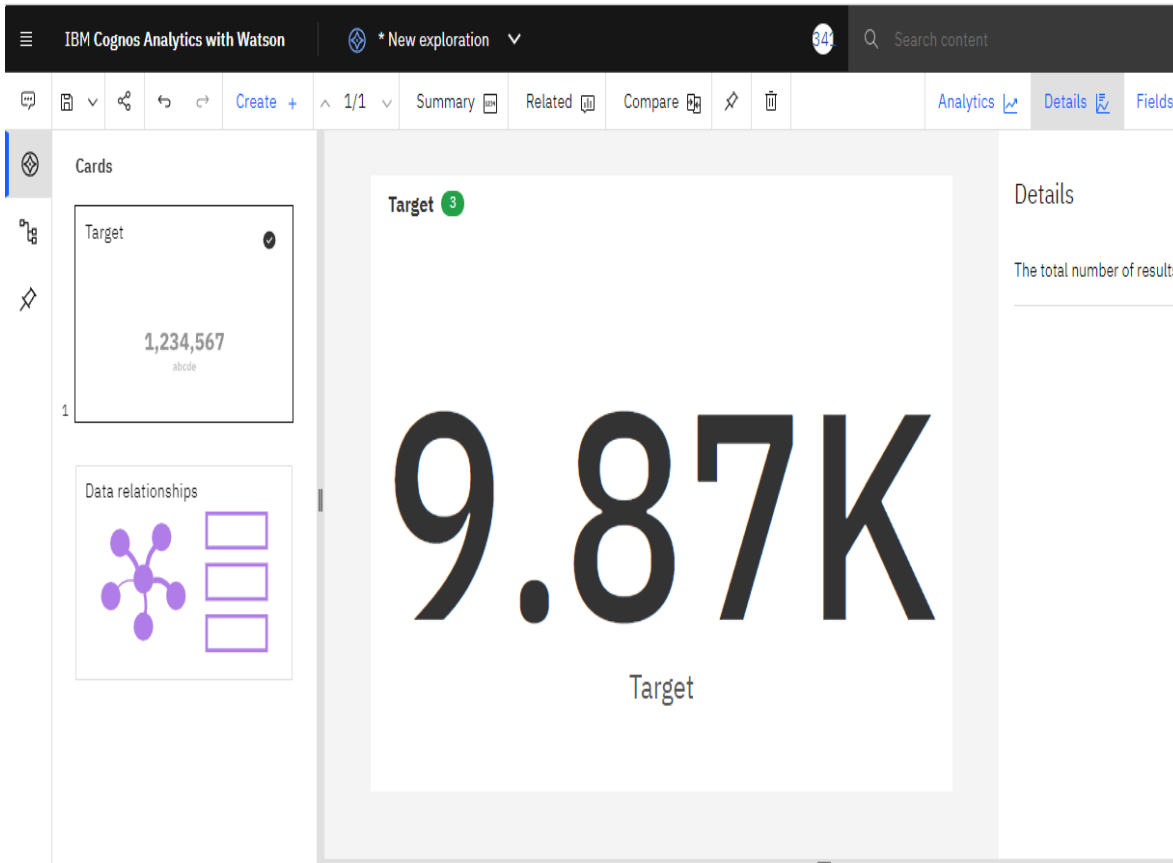 IBM Cognos Analytics with Watson
* New exploration
341
Search content
Create +
1/1
Summary
Related
Compare
Analytics
Details
Fields
Cards
Target
1,234,567
abcde
1
Data relationships
Target 3
9.87K
Target
Details
The total number of results